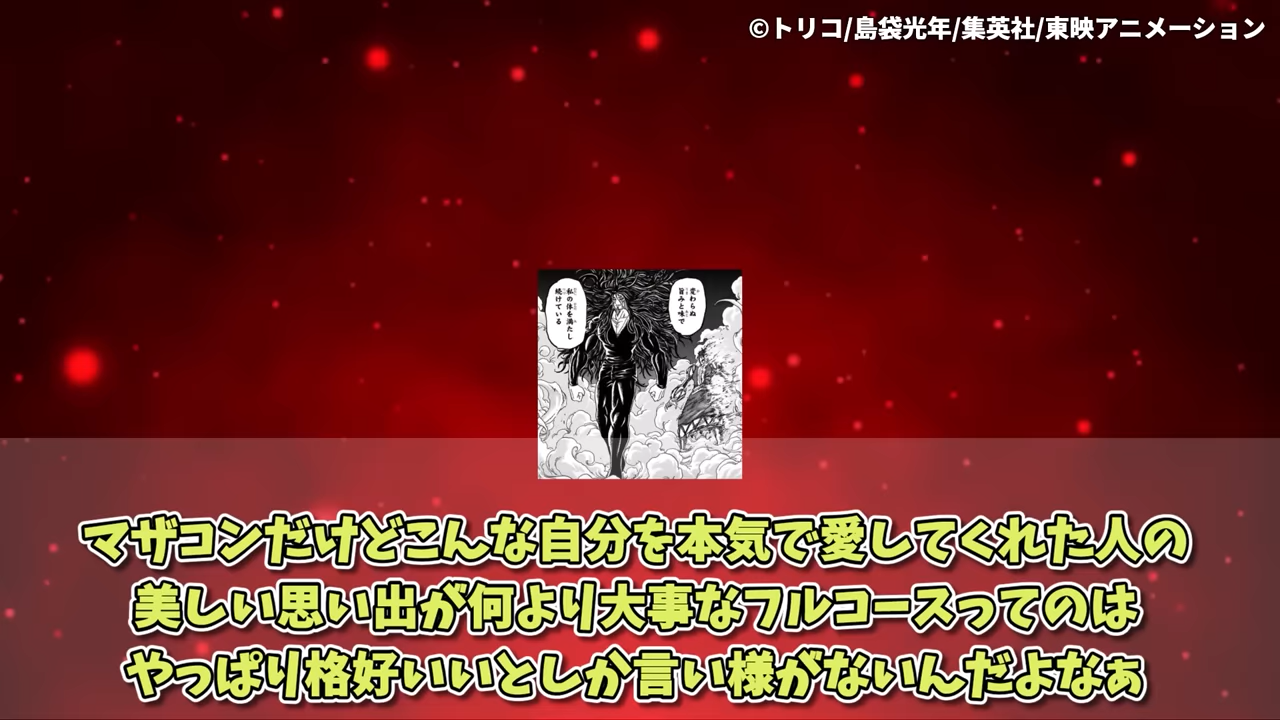 ©トリコ/島袋光年/集英社/東映アニメーション
変わらぬ
旨みと味で
私の体を満たし
続けている
マザコンだけどこんな自分を本気で愛してくれた人の
美しい思い出が何より大事なフルコースってのは
やっぱり格好いいとしか言い様がないんだよなぁ